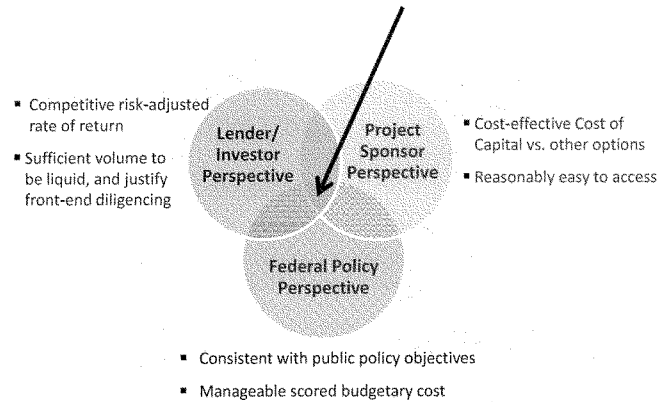 ▪ Competitive risk-adjusted
rate of return
▪ Sufficient volume to
be liquid, and justify
front-end diligencing
Lender/
Investor
Perspective
Project
Sponsor
Perspective
▪ Cost-effective Cost of
Capital vs. other options
▪ Reasonably easy to access
Federal Policy
Perspective
▪ Consistent with public policy objectives
▪ Manageable scored budgetary cost